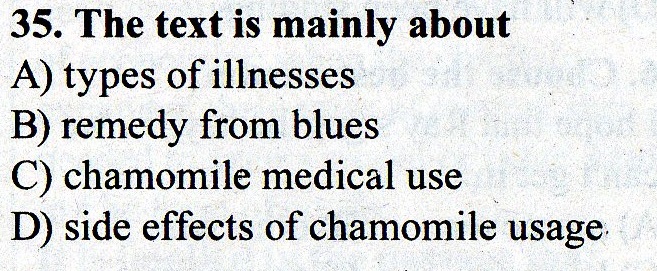 35. The text is mainly about
A) types of illnesses
B) remedy from blues
C) chamomile medical use
D) side effects of chamomile usage